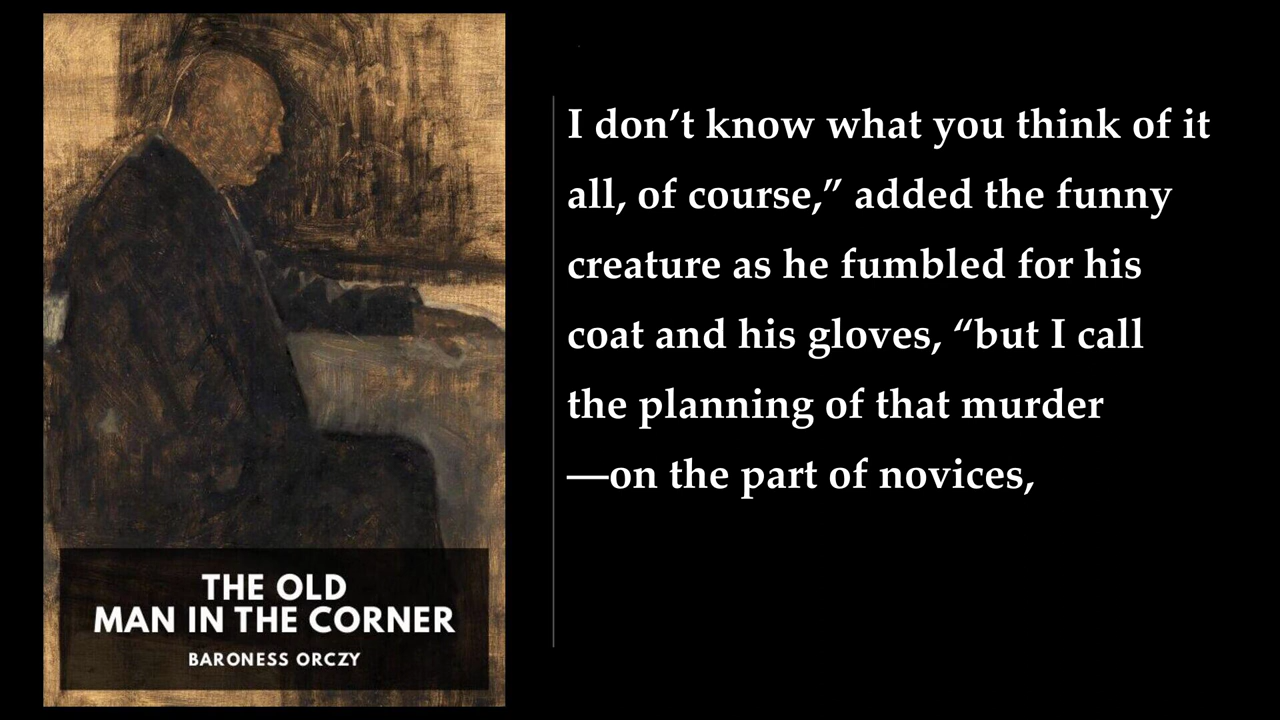 THE OLD
MAN IN THE CORNER
BARONESS ORCZY
I don’t know what you think of it
all, of course,” added the funny
creature as he fumbled for his
coat and his gloves, “but I call
the planning of that murder
—on the part of novices,